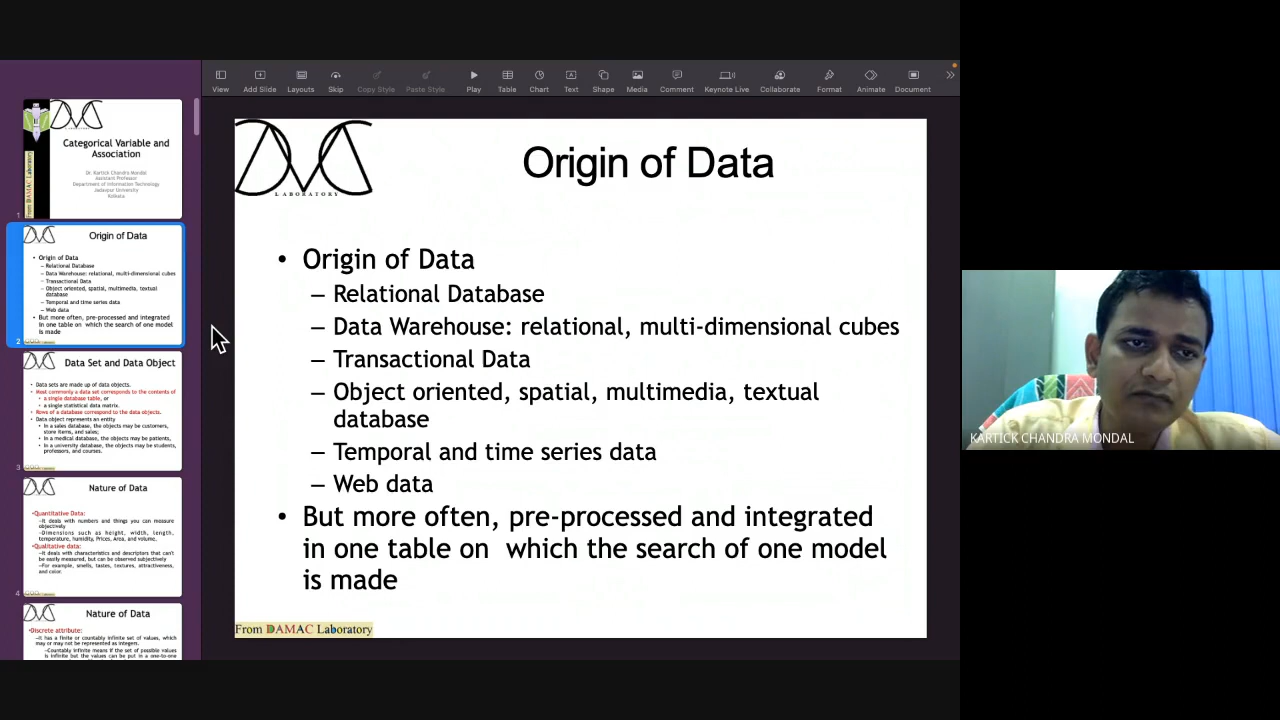 View
Add Slide
Layouts
Skip
Copy Style
Paste Style
Play
Table
Chart
Text
Shape
Media
Comment
Keynote Live
Collaborate
Format
Animate
Document
Categorical Variable and
Association
Dr. Kartick Chandra Mondal
Assistant Professor
Department of Information Technology
Jadavpur University
Kolkata
From DAMAC Laboratory
1
Origin of Data
• Origin of Data
– Relational Database
– Data Warehouse: relational, multi-dimensional cubes
– Transactional Data
– Object oriented, spatial, multimedia, textual
database
– Temporal and time series data
– Web data
• But more often, pre-processed and integrated
in one table on which the search of one model
is made
2
Data Set and Data Object
• Data sets are made up of data objects.
• Most commonly a data set corresponds to the contents of
• a single database table, or
• a single statistical data matrix.
• Rows of a database correspond to the data objects.
• Data object represents an entity
• In a sales database, the objects may be customers,
store items, and sales;
• In a medical database, the objects may be patients,
• In a university database, the objects may be students,
professors, and courses.
3
Nature of Data
•Quantitative Data:
–It deals with numbers and things you can measure
objectively
–Dimensions such as height, width, length,
temperature, humidity, Prices, Area, and volume.
•Qualitative data:
–It deals with characteristics and descriptors that can't
be easily measured, but can be observed subjectively
–For example, smells, tastes, textures, attractiveness,
and color.
4
Nature of Data
•Discrete attribute:
–It has a finite or countably infinite set of values, which
may or may not be represented as integers.
–Countably infinite means if the set of possible
values is infinite but the values can be put in a one-to-one
LABORATORY
Origin of Data
• Origin of Data
– Relational Database
– Data Warehouse: relational, multi-dimensional cubes
– Transactional Data
– Object oriented, spatial, multimedia, textual
database
– Temporal and time series data
– Web data
• But more often, pre-processed and integrated
in one table on which the search of one model
is made
From DAMAC Laboratory
KARTICK CHANDRA MONDAL